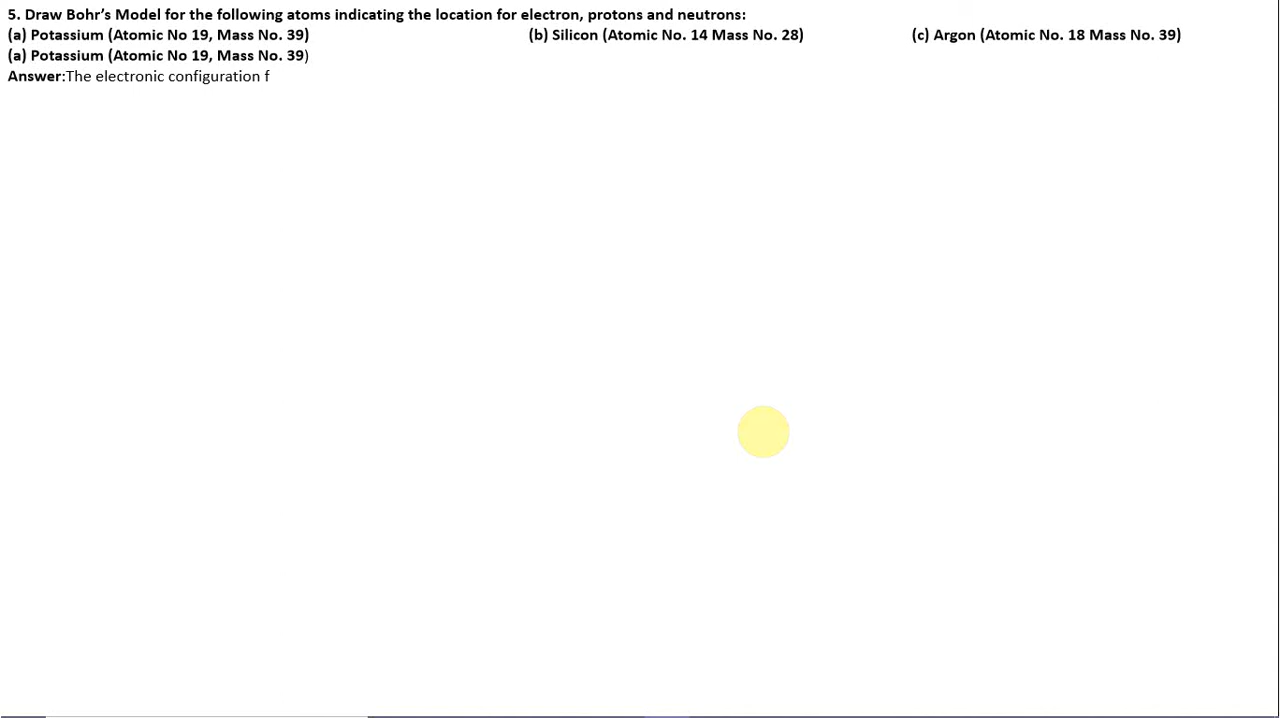 5. Draw Bohr’s Model for the following atoms indicating the location for electron, protons and neutrons:
(a) Potassium (Atomic No 19, Mass No. 39) (b) Silicon (Atomic No. 14 Mass No. 28) (c) Argon (Atomic No. 18 Mass No. 39)
(a) Potassium (Atomic No 19, Mass No. 39)
Answer:The electronic configuration f